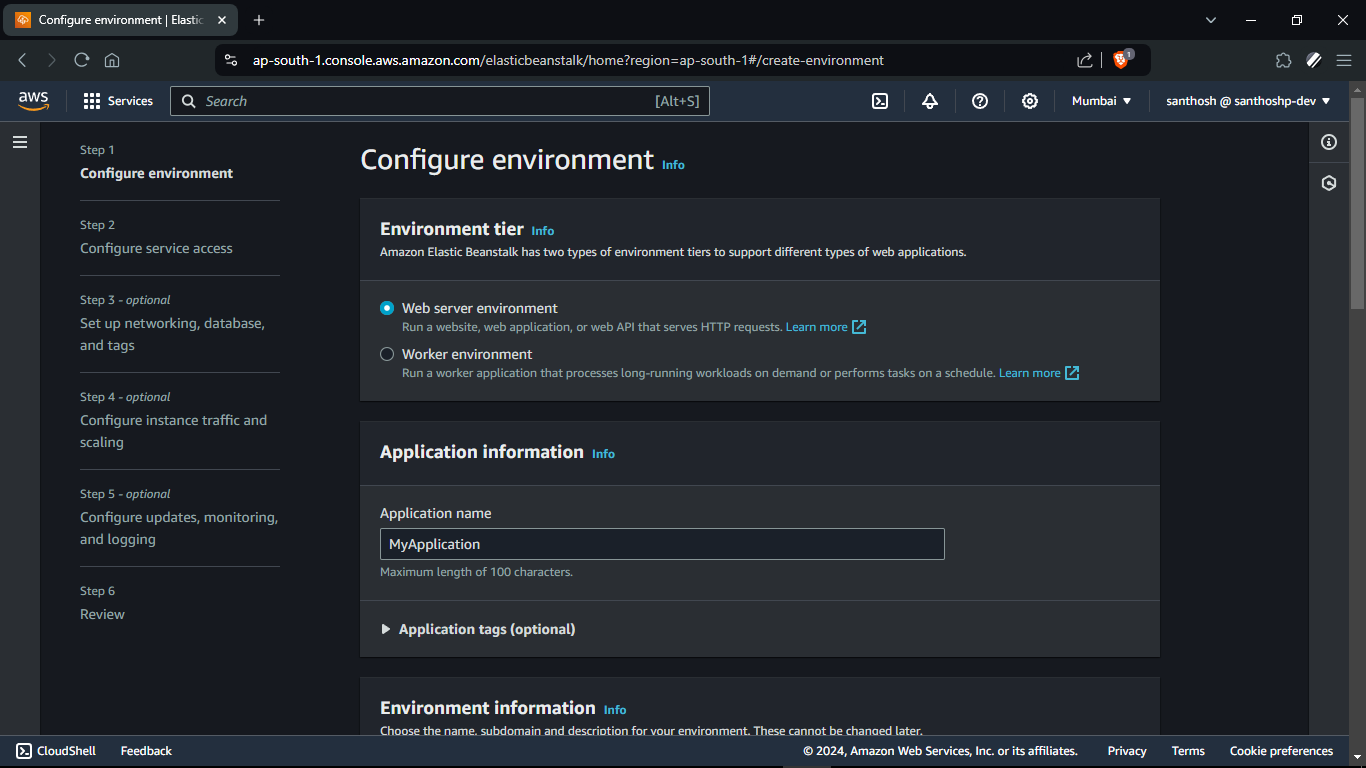 Configure environment | Elastic
ap-south-1.console.aws.amazon.com/elasticbeanstalk/home?region=ap-south-1#/create-environment
1
aws
Services
Search
[Alt+S]
Mumbai
santhosh @ santhoshp-dev
Step 1
Configure environment
Step 2
Configure service access
Step 3 - optional
Set up networking, database,
and tags
Step 4 - optional
Configure instance traffic and
scaling
Step 5 - optional
Configure updates, monitoring,
and logging
Step 6
Review
Configure environment Info
Environment tier Info
Amazon Elastic Beanstalk has two types of environment tiers to support different types of web applications.
Web server environment
Run a website, web application, or web API that serves HTTP requests. Learn more
Worker environment
Run a worker application that processes long-running workloads on demand or performs tasks on a schedule. Learn more
Application information Info
Application name
MyApplication
Maximum length of 100 characters.
Application tags (optional)
Environment information Info
Choose the name, subdomain and description for your environment. These cannot be changed later.
CloudShell
Feedback
© 2024, Amazon Web Services, Inc. or its affiliates.
Privacy
Terms
Cookie preferences